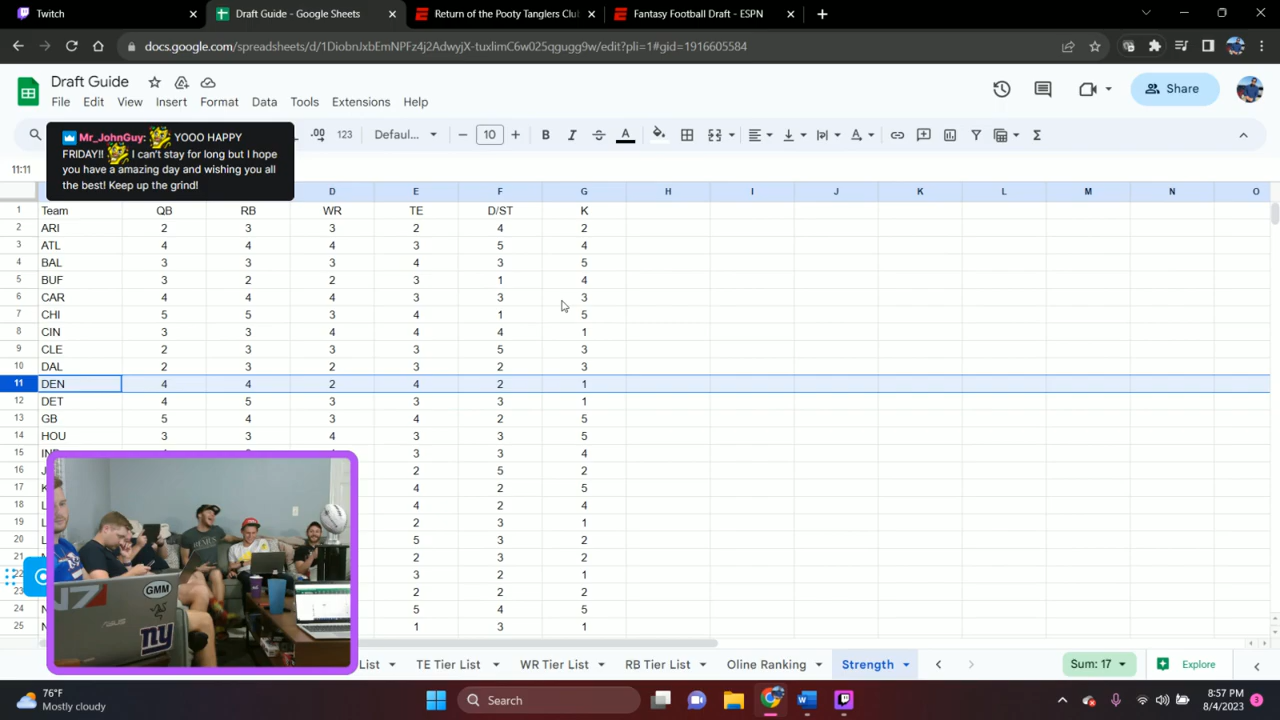 Twitch
Draft Guide - Google Sheets
Return of the Pooty Tanglers Clu
Fantasy Football Draft - ESPN
docs.google.com/spreadsheets/d/1DiobnJxbEmNPFz4j2AdwyjX-tuxlimC6w025qgugg9w/edit?pli=1#gid=1916605584
Draft Guide
File Edit View Insert Format Data Tools Extensions Help
Share
.00 123 Defaul... 10
Mr_JohnGuy: YOOO HAPPY
FRIDAY!! I can't stay for long but I hope
you have a amazing day and wishing you all
the best! Keep up the grind!
11:11
D E F G H I J K L M N O
1 Team QB RB WR TE D/ST K
2 ARI 2 3 3 2 4 2
3 ATL 4 4 4 3 5 4
4 BAL 3 3 3 4 3 5
5 BUF 3 2 2 3 1 4
6 CAR 4 4 4 3 3 3
7 CHI 5 5 3 4 1 5
8 CIN 3 3 4 4 4 1
9 CLE 2 3 3 3 5 3
10 DAL 2 3 2 3 2 3
11 DEN 4 4 2 4 2 1
12 DET 4 5 3 3 3 1
13 GB 5 4 3 4 2 5
14 HOU 3 3 4 3 3 5
15 3 3 4
16 2 5 2
17 4 2 5
18 4 2 4
19 2 3 1
20 5 3 2
21 2 3 2
22 3 2 1
23 2 2 2
24 5 4 5
25 1 3 1
BEARS
GMM
N7
ASUS
ny
List TE Tier List WR Tier List RB Tier List Oline Ranking Strength
Sum: 17
Explore
76°F
Mostly cloudy
Search
8:57 PM
8/4/2023
3